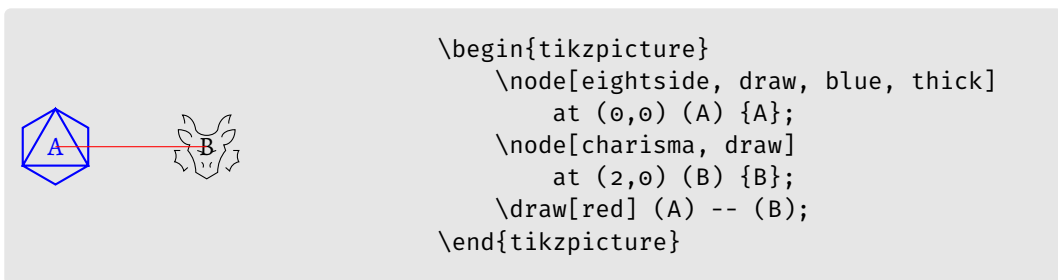 A
B
\begin{tikzpicture}
    \node[eightside, draw, blue, thick]
        at (0,0) (A) {A};
    \node[charisma, draw]
        at (2,0) (B) {B};
    \draw[red] (A) -- (B);
\end{tikzpicture}